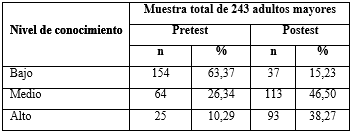 Nivel de conocimiento Muestra total de 243 adultos mayores
Pretest Postest
n % n %
Bajo 154 63,37 37 15,23
Medio 64 26,34 113 46,50
Alto 25 10,29 93 38,27